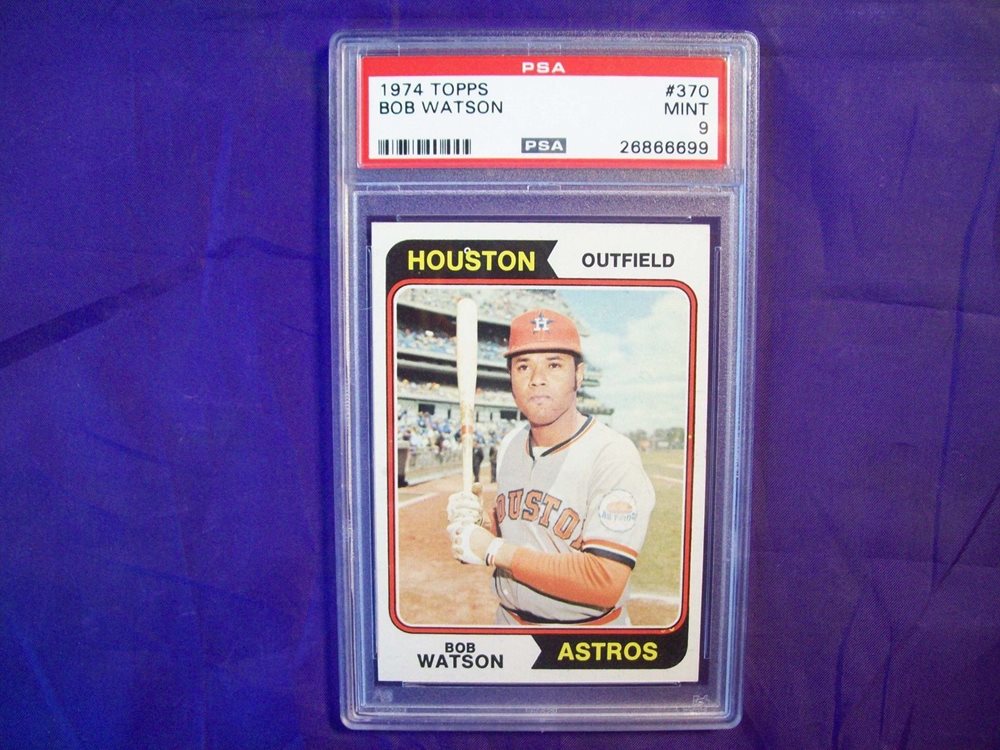 PSA
1974 TOPPS #370
BOB WATSON MINT
9
PSA 26866699
HOUSTON OUTFIELD
H
HOUSTON
BOB
WATSON
ASTROS